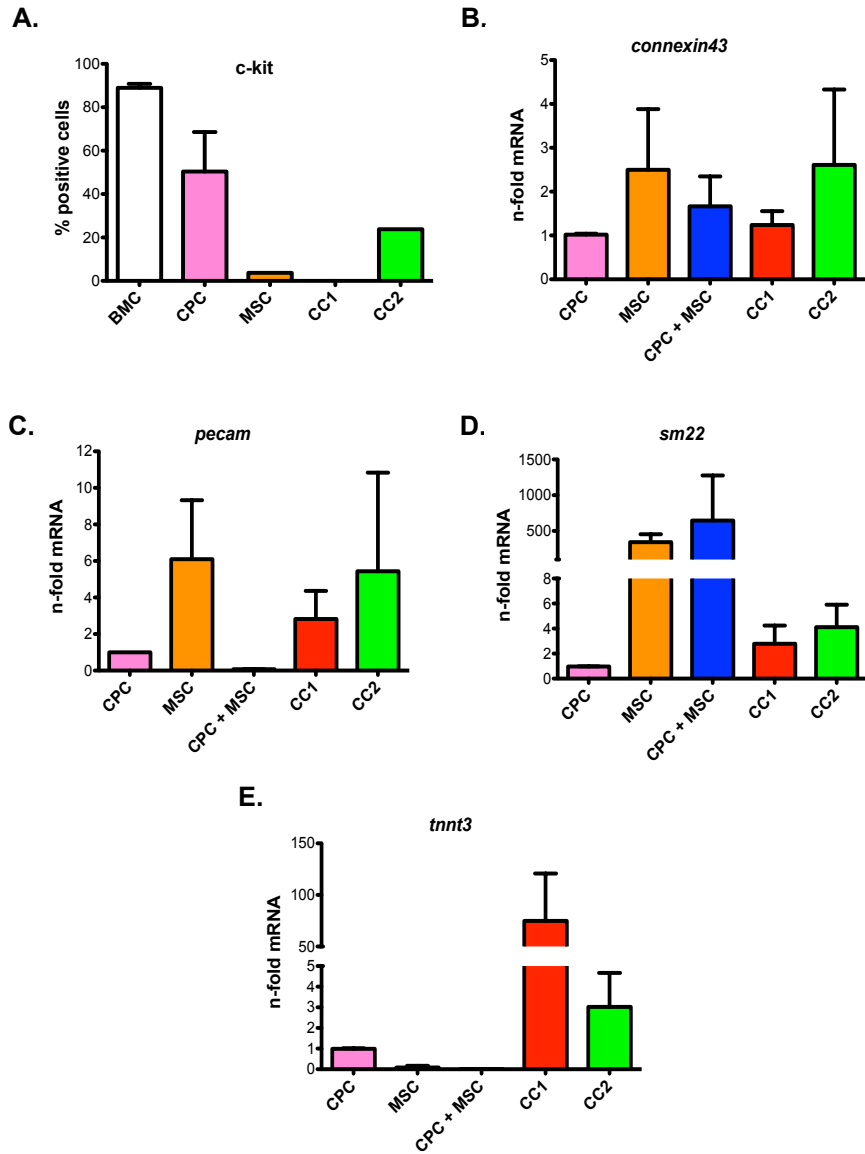 A.
c-kit
% positive cells
100
80
60
40
20
0
BMC
CPC
MSC
CC1
CC2
B.
connexin43
n-fold mRNA
5
4
3
2
1
0
CPC
MSC
CPC + MSC
CC1
CC2
C.
pecam
n-fold mRNA
12
10
8
6
4
2
0
CPC
MSC
CPC + MSC
CC1
CC2
D.
sm22
n-fold mRNA
1500
1000
500
8
6
4
2
0
CPC
MSC
CPC + MSC
CC1
CC2
E.
tnnt3
n-fold mRNA
150
100
50
5
4
3
2
1
0
CPC
MSC
CPC + MSC
CC1
CC2